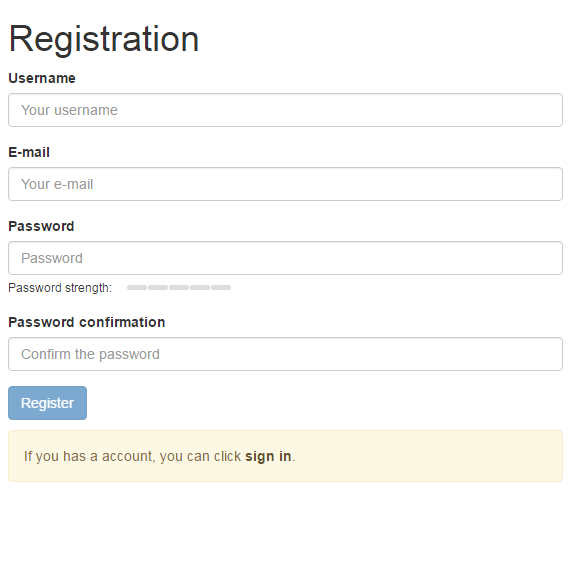 Registration
Username
Your username
E-mail
Your e-mail
Password
Password
Password strength:
Password confirmation
Confirm the password
Register
If you has a account, you can click sign in.